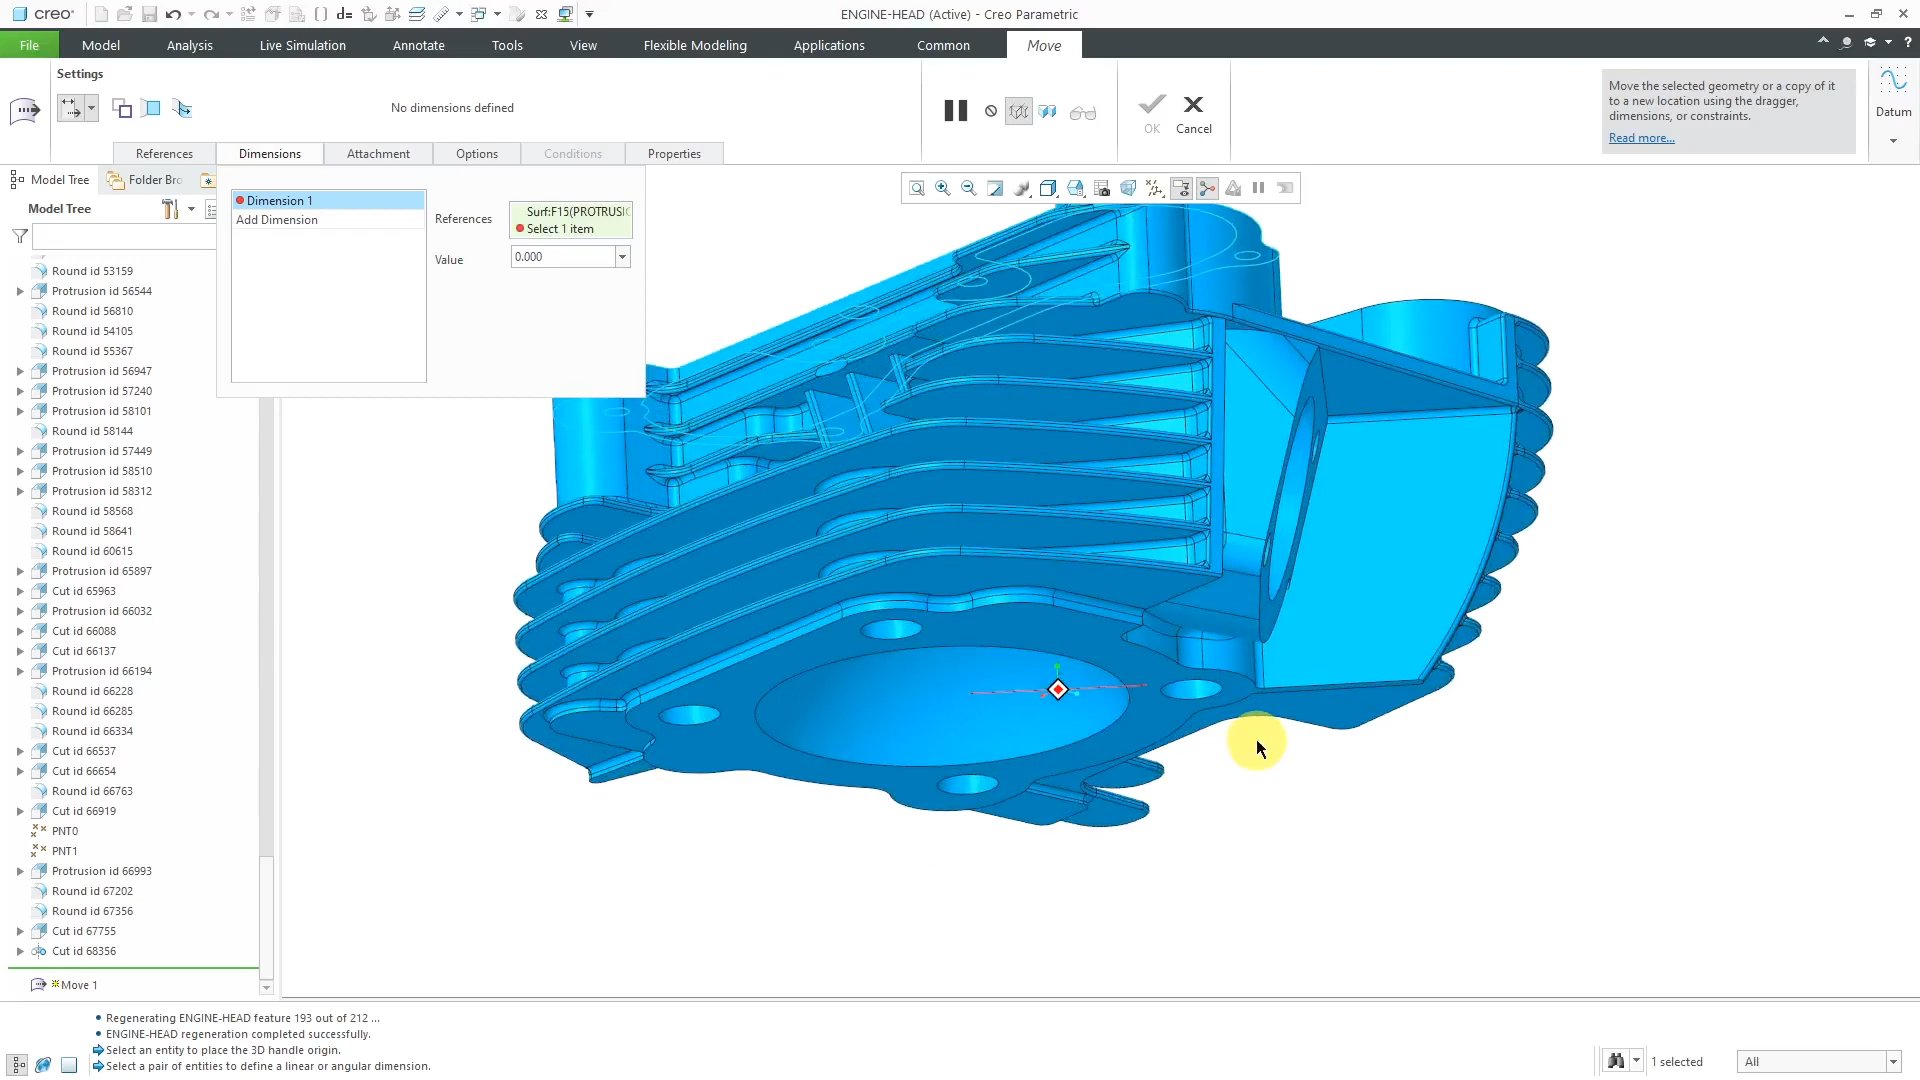 creo
ENGINE-HEAD (Active) - Creo Parametric
File
Model
Analysis
Live Simulation
Annotate
Tools
View
Flexible Modeling
Applications
Common
Move
Settings
No dimensions defined
OK
Cancel
Move the selected geometry or a copy of it
to a new location using the dragger,
dimensions, or constraints.
Read more...
Datum
References
Dimensions
Attachment
Options
Conditions
Properties
Model Tree
Folder Bro
Model Tree
Dimension 1
Add Dimension
References
Surf:F15(PROTRUSIO
Select 1 item
Value
0.000
Round id 53159
Protrusion id 56544
Round id 56810
Round id 54105
Round id 55367
Protrusion id 56947
Protrusion id 57240
Protrusion id 58101
Round id 58144
Protrusion id 57449
Protrusion id 58510
Protrusion id 58312
Round id 58568
Round id 58641
Round id 60615
Protrusion id 65897
Cut id 65963
Protrusion id 66032
Cut id 66088
Cut id 66137
Protrusion id 66194
Round id 66228
Round id 66285
Round id 66334
Cut id 66537
Cut id 66654
Round id 66763
Cut id 66919
PNT0
PNT1
Protrusion id 66993
Round id 67202
Round id 67356
Cut id 67755
Cut id 68356
Move 1
Regenerating ENGINE-HEAD feature 193 out of 212 ...
ENGINE-HEAD regeneration completed successfully.
Select an entity to place the 3D handle origin.
Select a pair of entities to define a linear or angular dimension.
1 selected
All